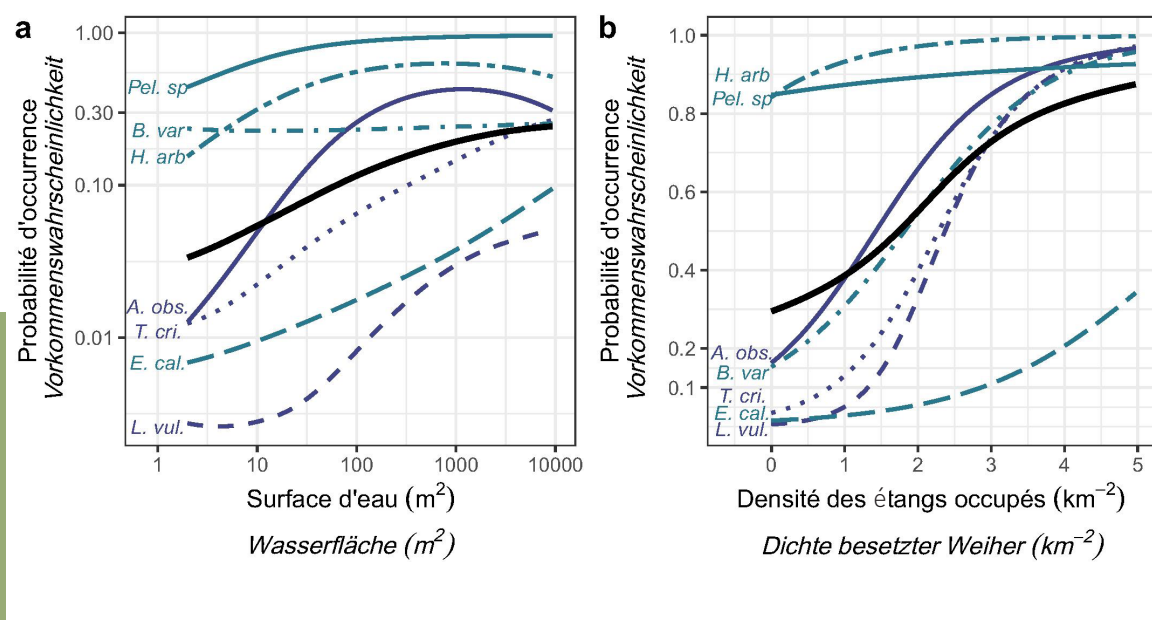 a
Probabilité d'occurrence
Vorkommenswahrscheinlichkeit
1.00
0.30
0.10
0.01
Pel. sp
B. var
H. arb
A. obs.
T. cri.
E. cal.
L. vul.
1 10 100 1000 10000
Surface d'eau (m²)
Wasserfläche (m²)
b
Probabilité d'occurrence
Vorkommenswahrscheinlichkeit
1.0
0.8
0.6
0.4
0.2
0.1
H. arb
Pel. sp
A. obs.
B. var
T. cri.
E. cal.
L. vul.
0 1 2 3 4 5
Densité des étangs occupés (km⁻²)
Dichte besetzter Weiher (km⁻²)